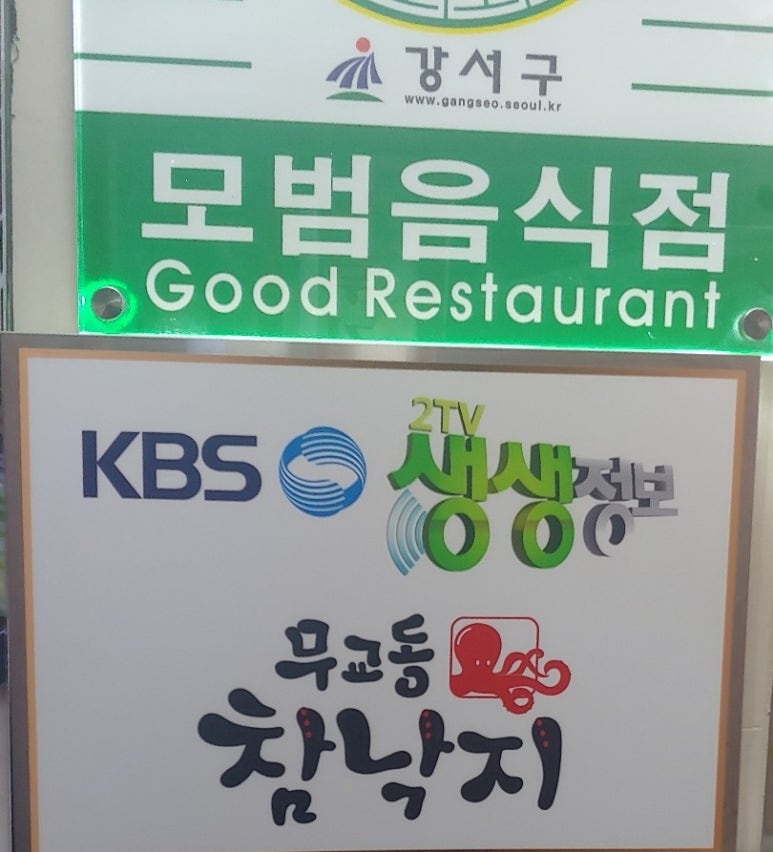 강서구
www.gangseo.seoul.kr
모범음식점
Good Restaurant
KBS 2TV 생생정보
무교동
참낙지